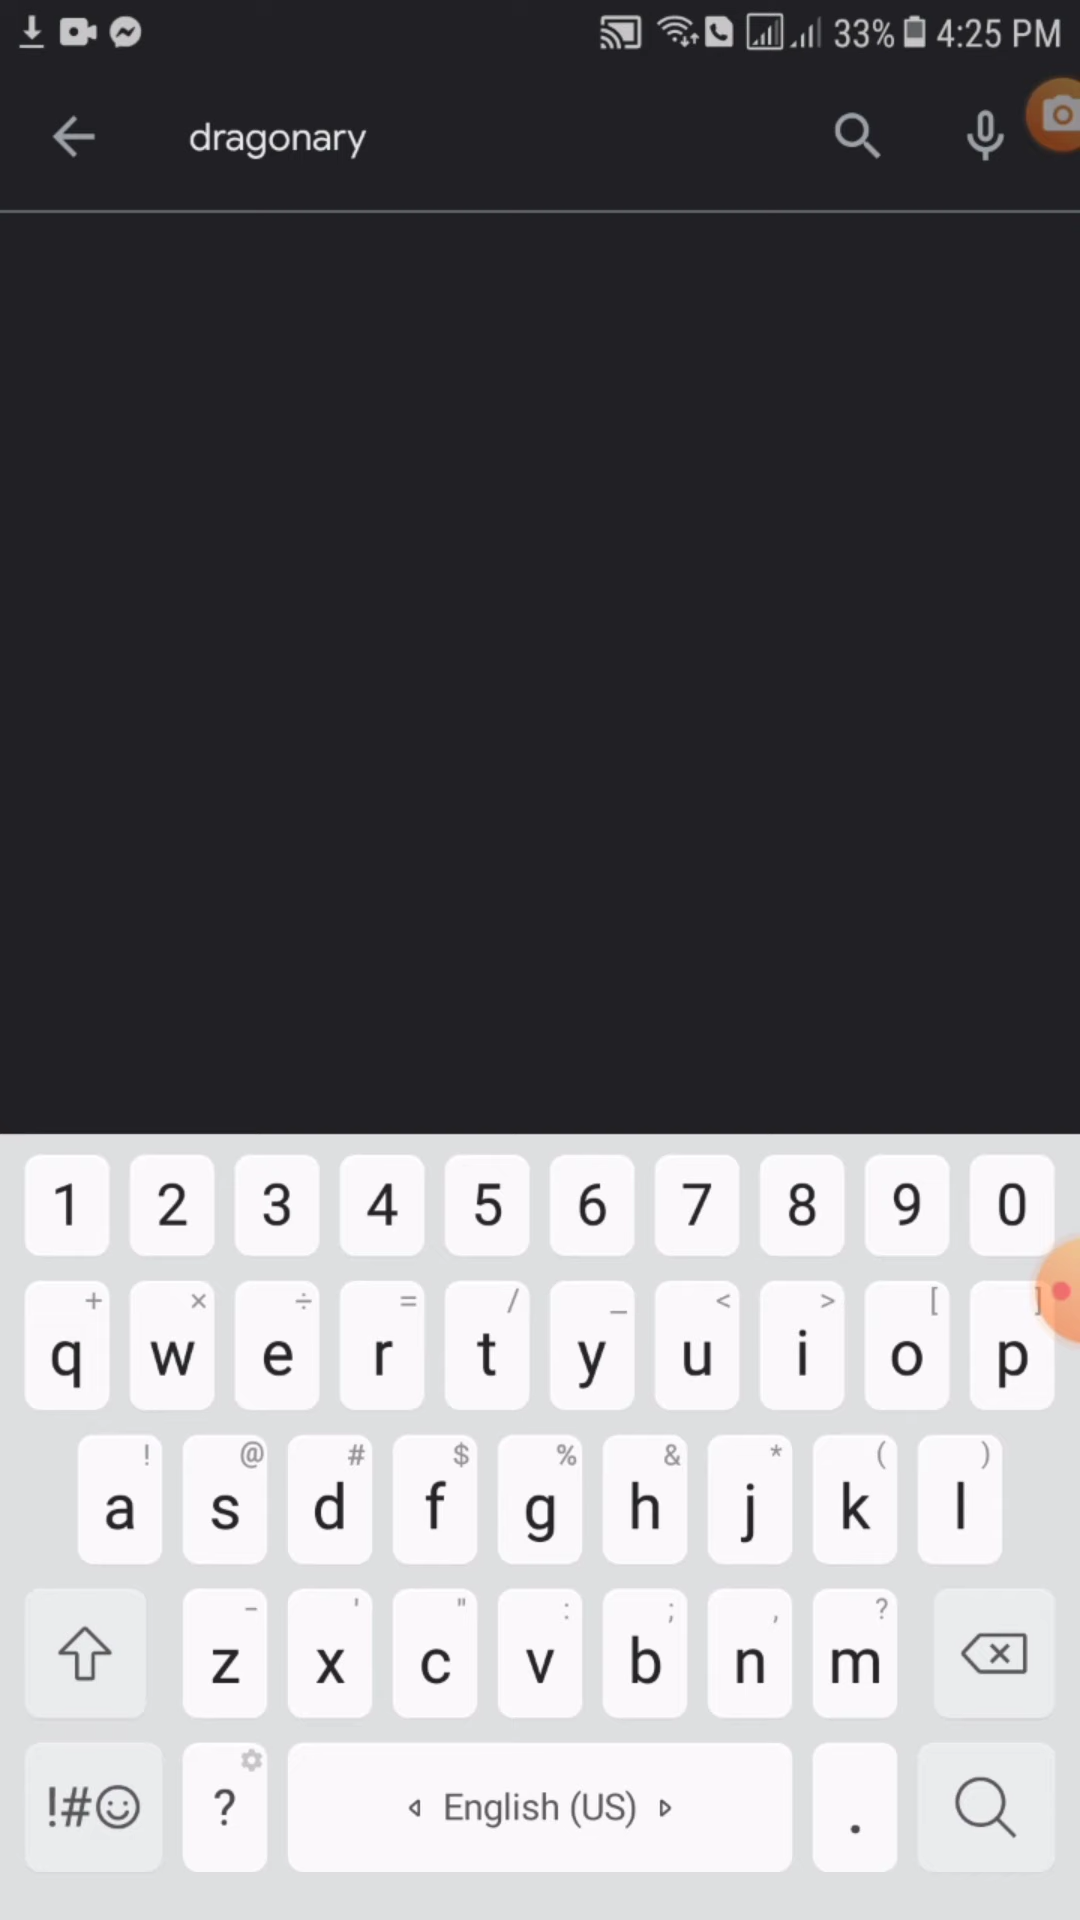 33% 4:25 PM
dragonary
1 2 3 4 5 6 7 8 9 0
+ × ÷ = / _ < > [ ]
q w e r t y u i o p
! @ # $ % & * ( )
a s d f g h j k l
- ' " : ; , ?
z x c v b n m
!#☺ ? English (US) .